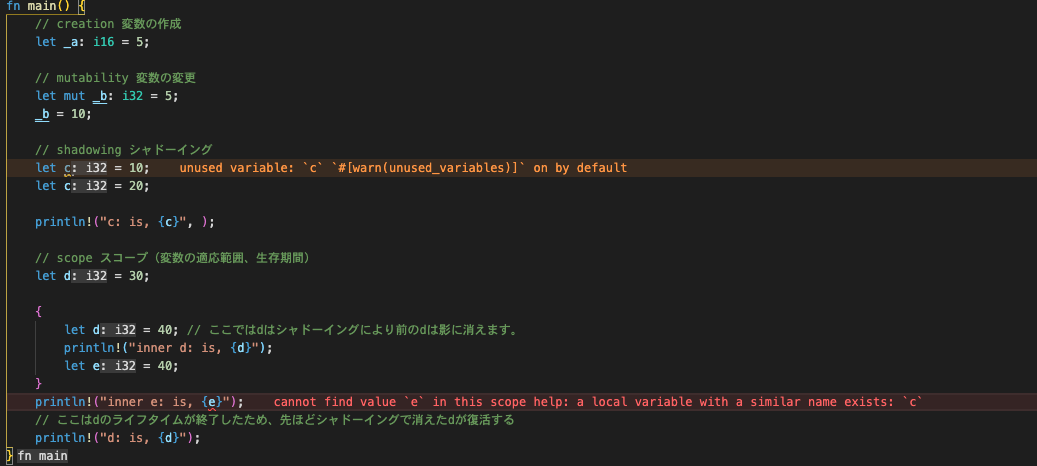 fn main() {
// creation 変数の作成
let _a: i16 = 5;
// mutability 変数の変更
let mut _b: i32 = 5;
_b = 10;
// shadowing シャドーイング
let c: i32 = 10; unused variable: `c` `#[warn(unused_variables)]` on by default
let c: i32 = 20;
println!("c: is, {c}", );
// scope スコープ（変数の適応範囲、生存期間）
let d: i32 = 30;
{
let d: i32 = 40; // ここではdはシャドーイングにより前のdは影に消えます。
println!("inner d: is, {d}");
let e: i32 = 40;
}
println!("inner e: is, {e}"); cannot find value `e` in this scope help: a local variable with a similar name exists: `c`
// ここはdのライフタイムが終了したため、先ほどシャドーイングで消えたdが復活する
println!("d: is, {d}");
} fn main